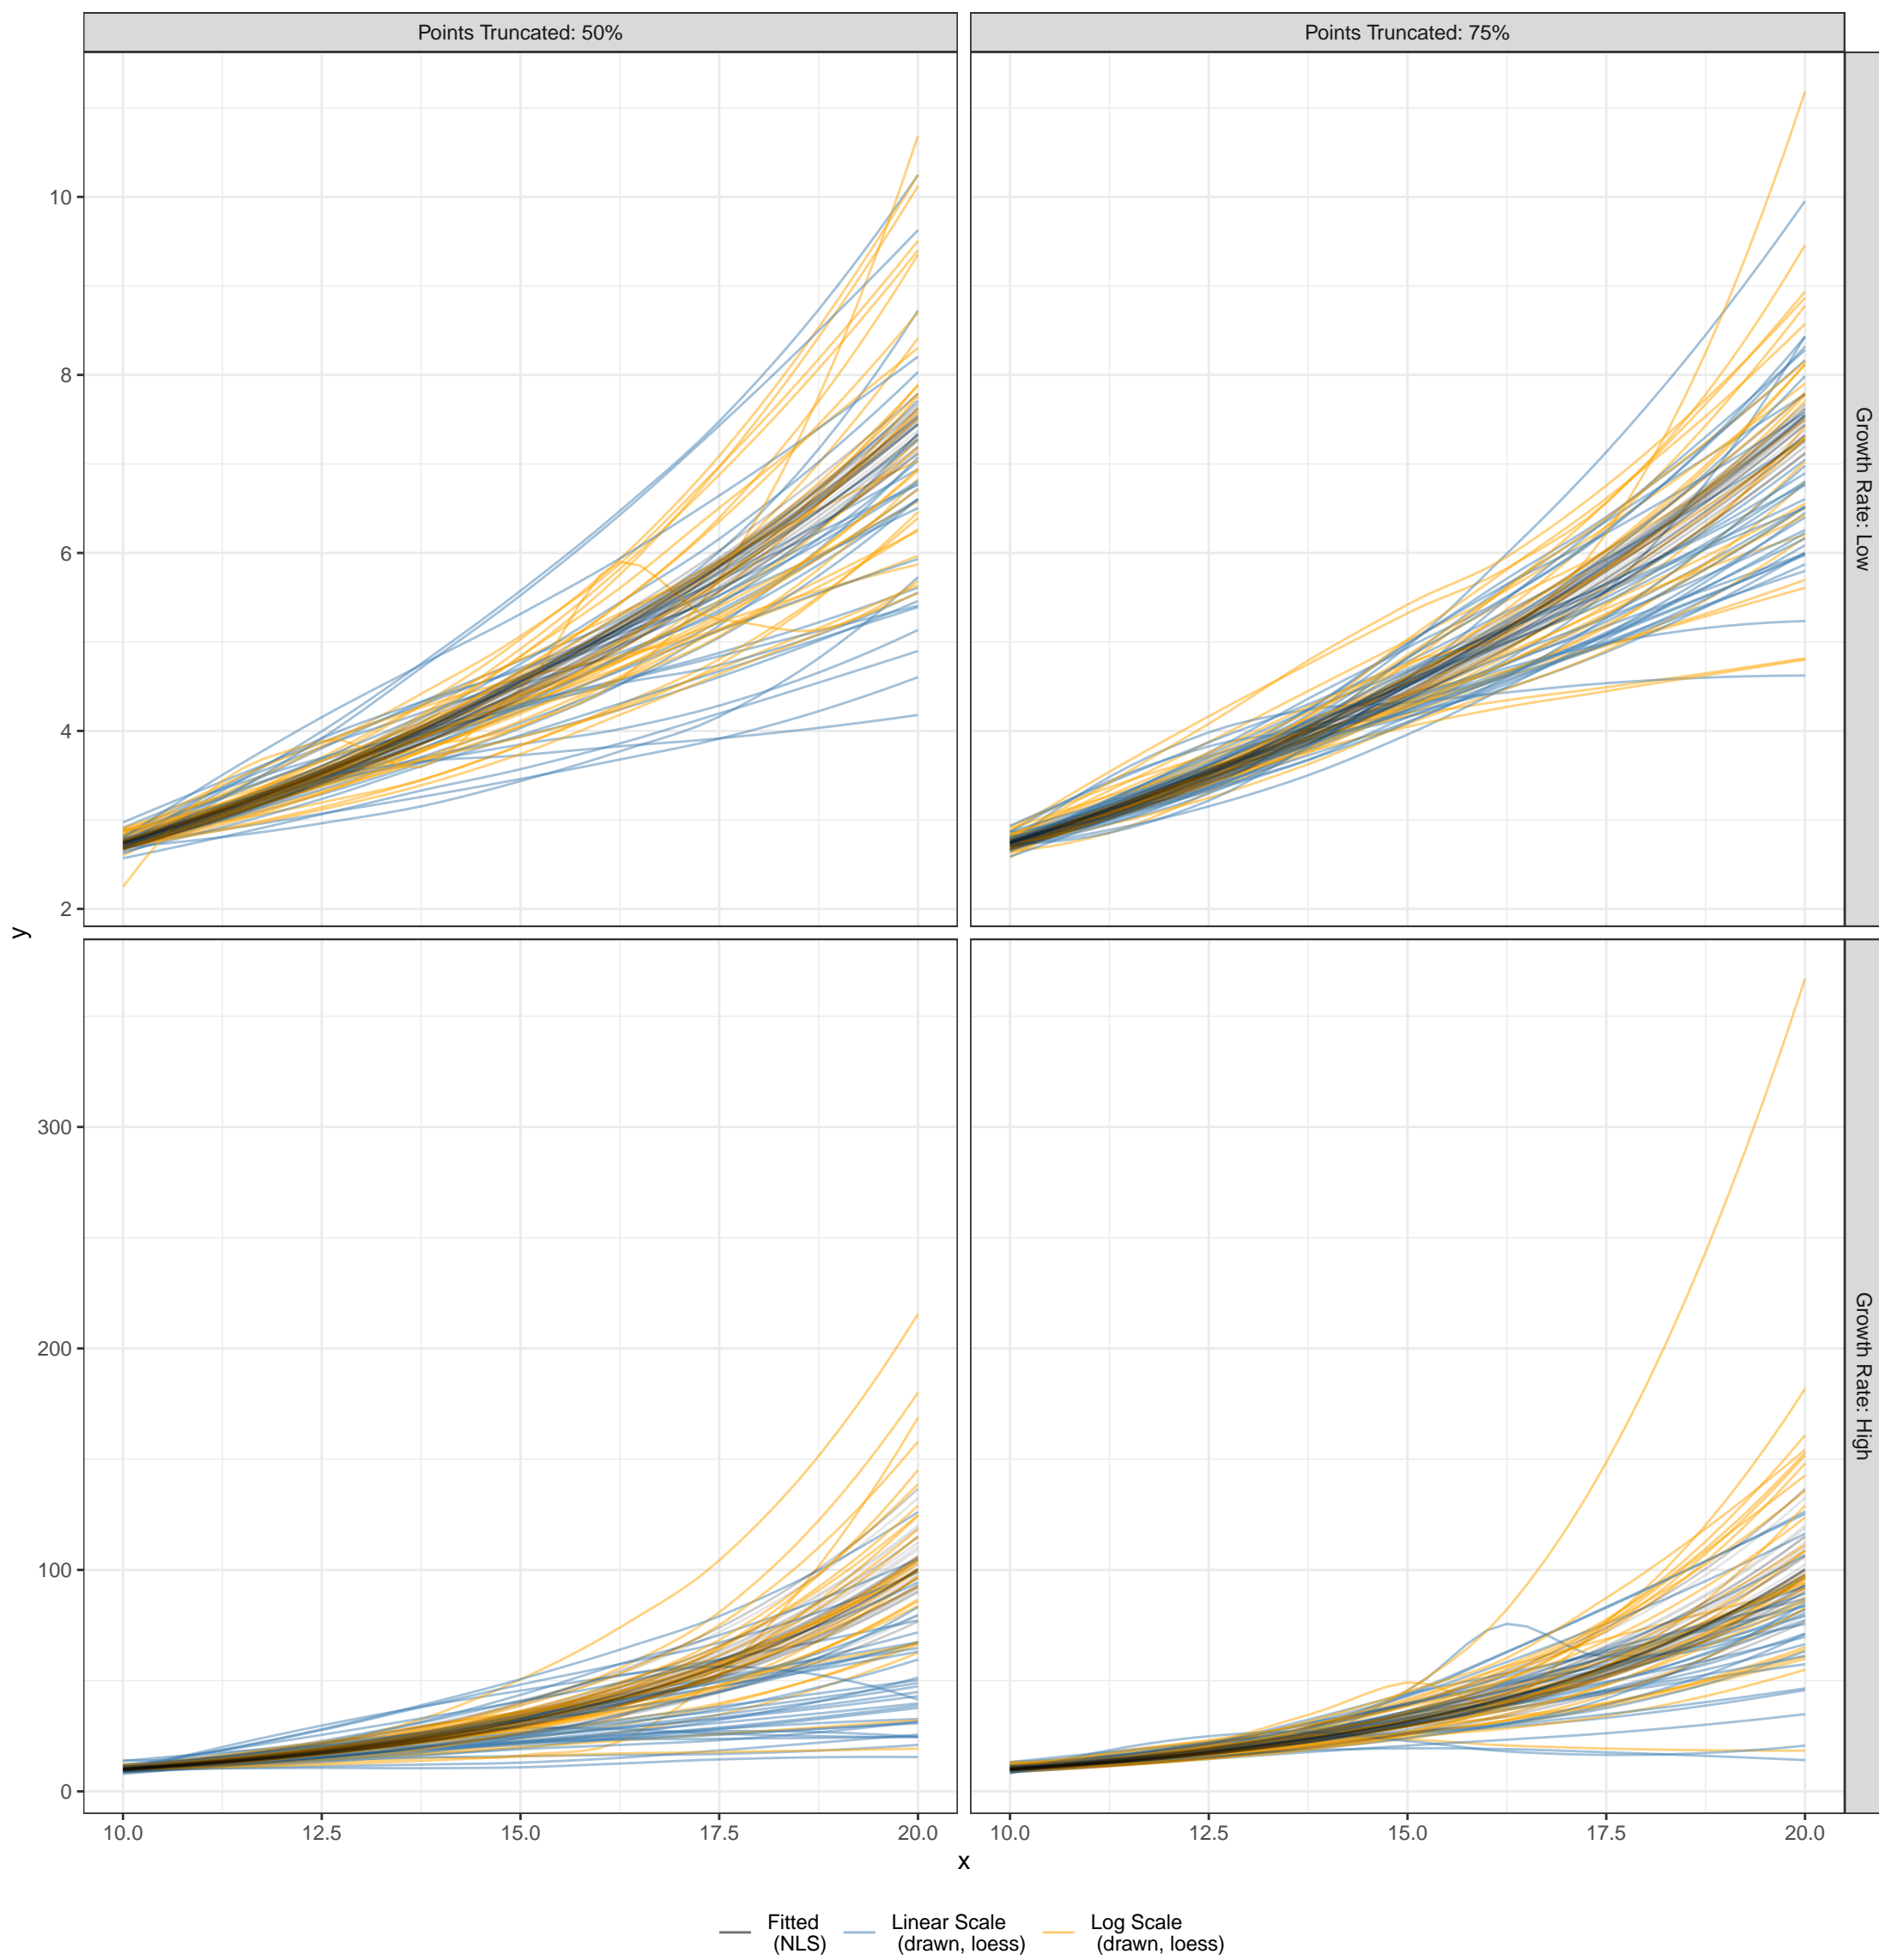 Points Truncated: 50%
Points Truncated: 75%
10
8
6
4
2
Growth Rate: Low
y
300
200
100
0
Growth Rate: High
10.0 12.5 15.0 17.5 20.0
10.0 12.5 15.0 17.5 20.0
x
Fitted
(NLS)
Linear Scale
(drawn, loess)
Log Scale
(drawn, loess)